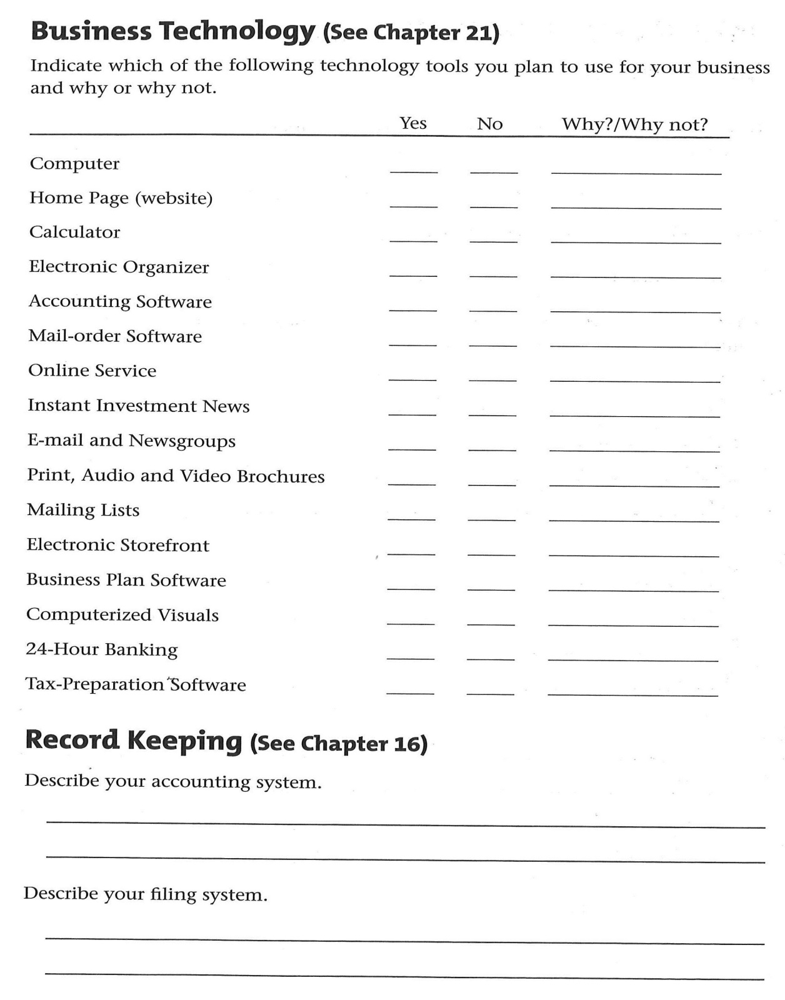 Business Technology (See Chapter 21)
Indicate which of the following technology tools you plan to use for your business
and why or why not.
Yes No Why?/Why not?
Computer
Home Page (website)
Calculator
Electronic Organizer
Accounting Software
Mail-order Software
Online Service
Instant Investment News
E-mail and Newsgroups
Print, Audio and Video Brochures
Mailing Lists
Electronic Storefront
Business Plan Software
Computerized Visuals
24-Hour Banking
Tax-Preparation Software
Record Keeping (See Chapter 16)
Describe your accounting system.
Describe your filing system.